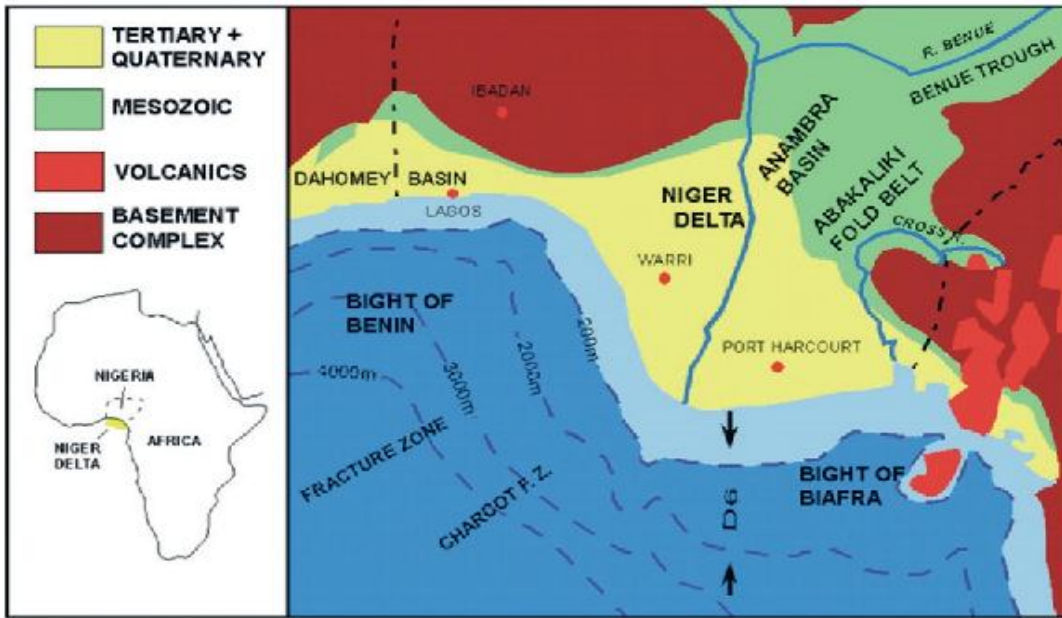 TERTIARY +
QUATERNARY
MESOZOIC
VOLCANICS
BASEMENT
COMPLEX
NIGERIA
AFRICA
NIGER
DELTA
R. BENUE
BENUE TROUGH
IBADAN
ANAMBRA
BASIN
DAHOMEY BASIN
LAGOS
NIGER
DELTA
ABAKALIKI
FOLD BELT
CROSS R.
WARRI
BIGHT OF
BENIN
200m
2000m
3000m
4000m
PORT HARCOURT
FRACTURE ZONE
CHARCOT F.Z.
D6
BIGHT OF
BIAFRA